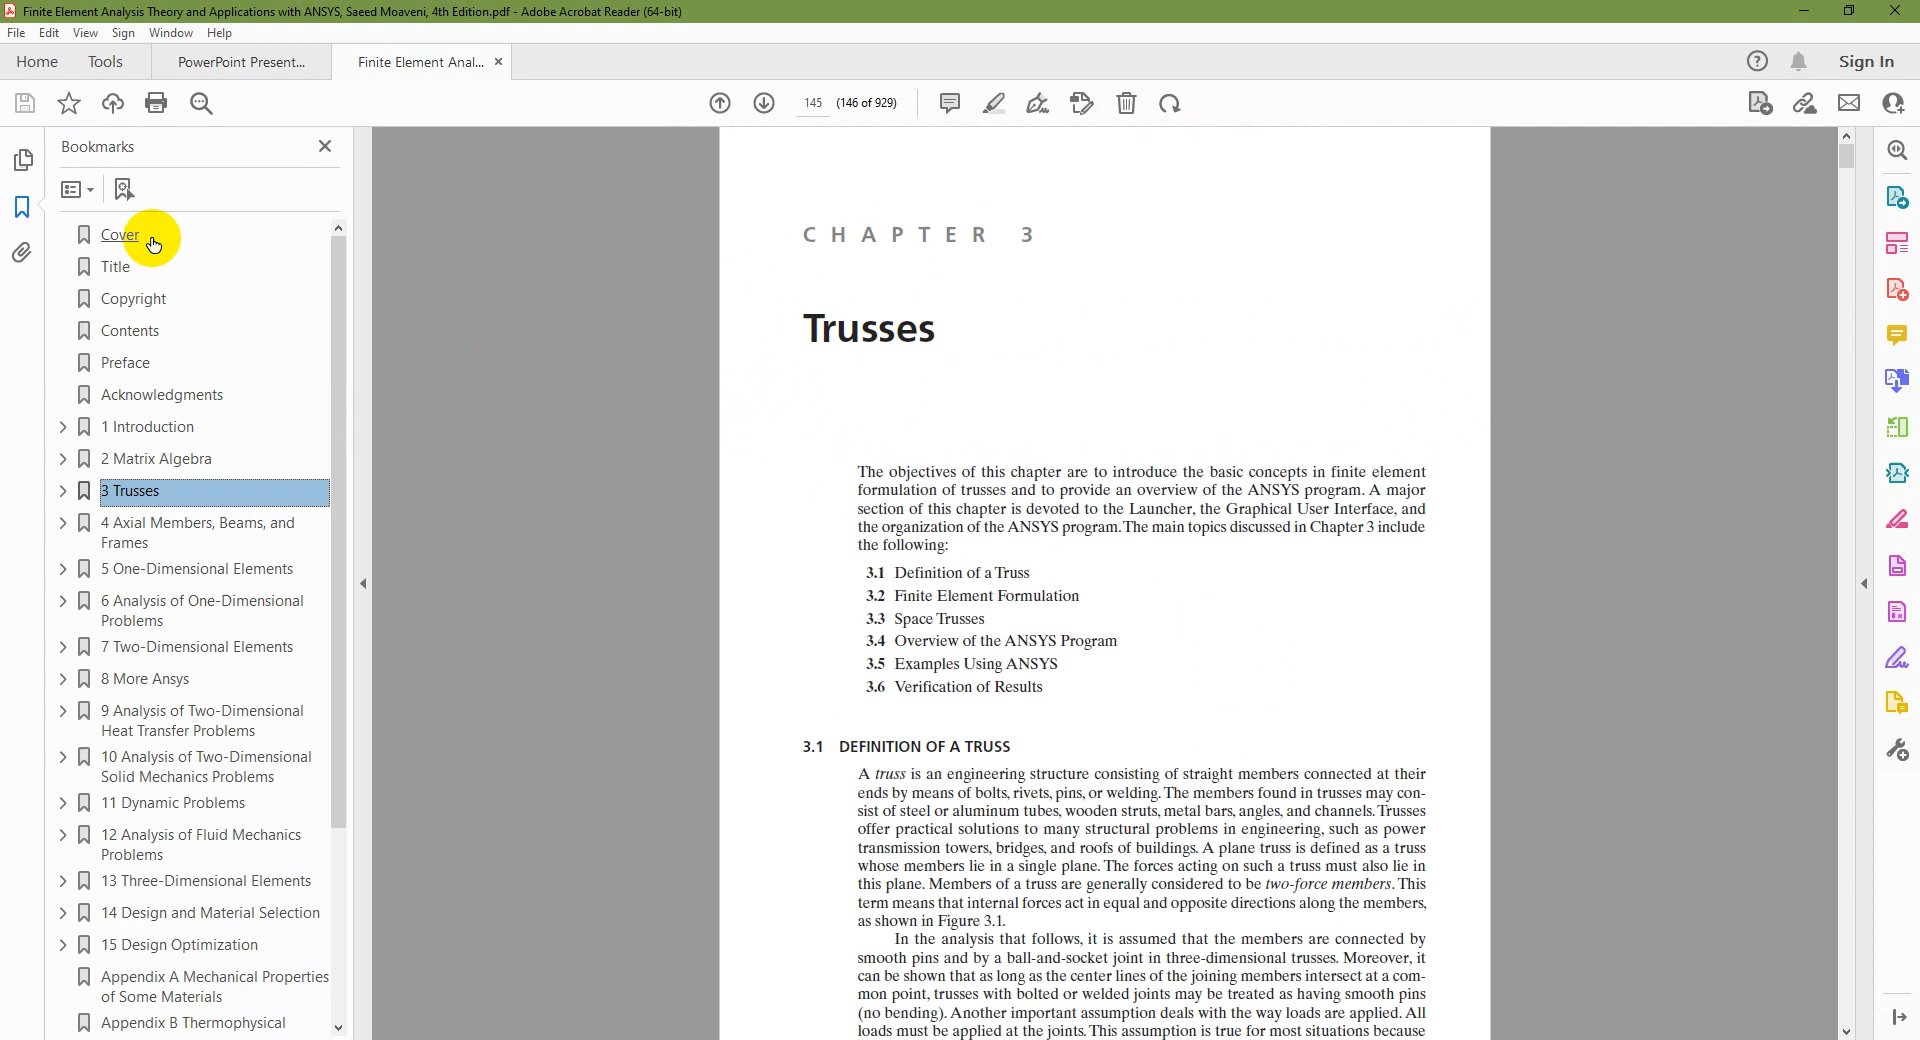 Finite Element Analysis Theory and Applications with ANSYS, Saeed Moaveni, 4th Edition.pdf - Adobe Acrobat Reader (64-bit)
File Edit View Sign Window Help
Home Tools PowerPoint Present... Finite Element Anal... Sign In
145 (146 of 929)
Bookmarks
Cover
Title
Copyright
Contents
Preface
Acknowledgments
1 Introduction
2 Matrix Algebra
3 Trusses
4 Axial Members, Beams, and
Frames
5 One-Dimensional Elements
6 Analysis of One-Dimensional
Problems
7 Two-Dimensional Elements
8 More Ansys
9 Analysis of Two-Dimensional
Heat Transfer Problems
10 Analysis of Two-Dimensional
Solid Mechanics Problems
11 Dynamic Problems
12 Analysis of Fluid Mechanics
Problems
13 Three-Dimensional Elements
14 Design and Material Selection
15 Design Optimization
Appendix A Mechanical Properties
of Some Materials
Appendix B Thermophysical
CHAPTER 3
Trusses
The objectives of this chapter are to introduce the basic concepts in finite element
formulation of trusses and to provide an overview of the ANSYS program. A major
section of this chapter is devoted to the Launcher, the Graphical User Interface, and
the organization of the ANSYS program. The main topics discussed in Chapter 3 include
the following:
3.1 Definition of a Truss
3.2 Finite Element Formulation
3.3 Space Trusses
3.4 Overview of the ANSYS Program
3.5 Examples Using ANSYS
3.6 Verification of Results
3.1 DEFINITION OF A TRUSS
A truss is an engineering structure consisting of straight members connected at their
ends by means of bolts, rivets, pins, or welding. The members found in trusses may con-
sist of steel or aluminum tubes, wooden struts, metal bars, angles, and channels. Trusses
offer practical solutions to many structural problems in engineering, such as power
transmission towers, bridges, and roofs of buildings. A plane truss is defined as a truss
whose members lie in a single plane. The forces acting on such a truss must also lie in
this plane. Members of a truss are generally considered to be two-force members. This
term means that internal forces act in equal and opposite directions along the members,
as shown in Figure 3.1.
In the analysis that follows, it is assumed that the members are connected by
smooth pins and by a ball-and-socket joint in three-dimensional trusses. Moreover, it
can be shown that as long as the center lines of the joining members intersect at a com-
mon point, trusses with bolted or welded joints may be treated as having smooth pins
(no bending). Another important assumption deals with the way loads are applied. All
loads must be applied at the joints. This assumption is true for most situations because